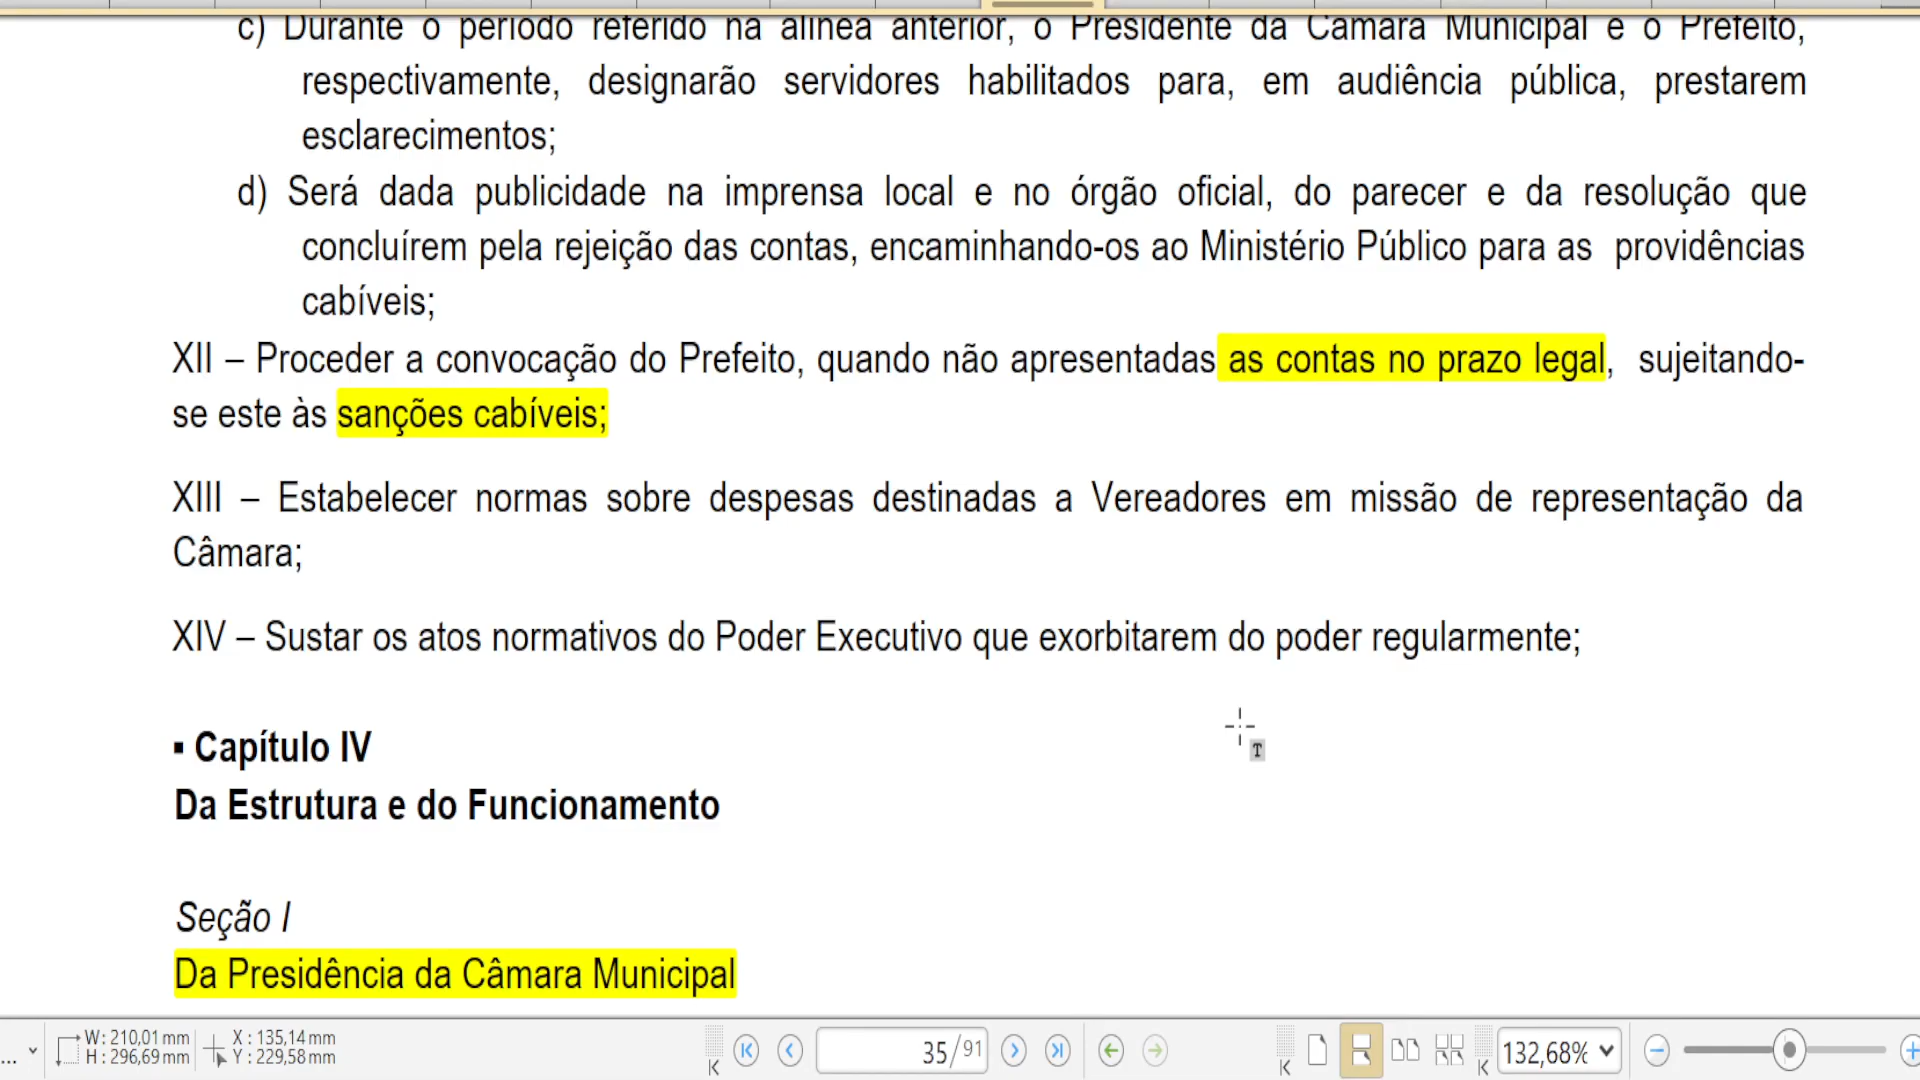 c) Durante o período referido na alínea anterior, o Presidente da Câmara Municipal e o Prefeito,
respectivamente, designarão servidores habilitados para, em audiência pública, prestarem
esclarecimentos;
d) Será dada publicidade na imprensa local e no órgão oficial, do parecer e da resolução que
concluírem pela rejeição das contas, encaminhando-os ao Ministério Público para as providências
cabíveis;
XII – Proceder a convocação do Prefeito, quando não apresentadas as contas no prazo legal, sujeitando-
se este às sanções cabíveis;
XIII – Estabelecer normas sobre despesas destinadas a Vereadores em missão de representação da
Câmara;
XIV – Sustar os atos normativos do Poder Executivo que exorbitarem do poder regularmente;
▪ Capítulo IV
Da Estrutura e do Funcionamento
Seção I
Da Presidência da Câmara Municipal
... W: 210,01 mm X : 135,14 mm
H : 296,69 mm Y : 229,58 mm
35/91
132,68%